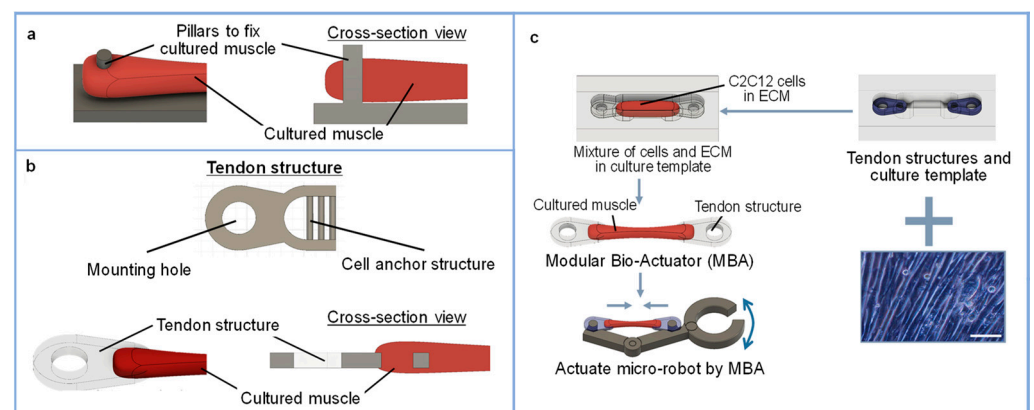 a
Pillars to fix
cultured muscle
Cross-section view
Cultured muscle
b
Tendon structure
Mounting hole
Cell anchor structure
Tendon structure
Cross-section view
Cultured muscle
c
C2C12 cells
in ECM
Mixture of cells and ECM
in culture template
Tendon structures and
culture template
Cultured muscle
Tendon structure
Modular Bio-Actuator (MBA)
Actuate micro-robot by MBA